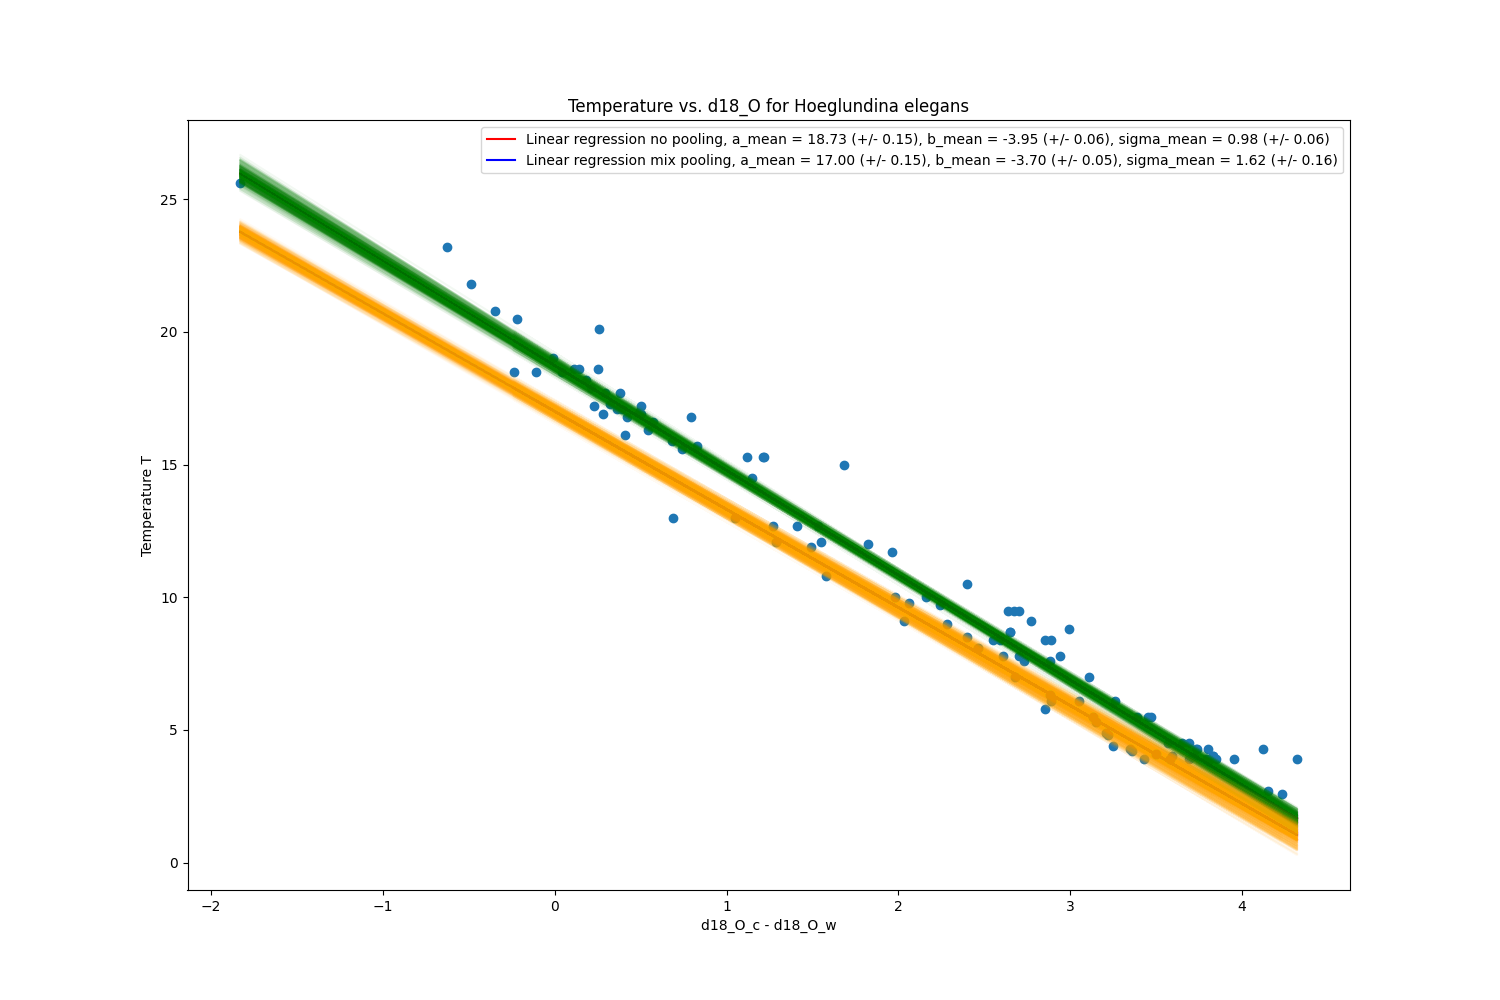 Temperature vs. d18_O for Hoeglundina elegans
Linear regression no pooling, a_mean = 18.73 (+/- 0.15), b_mean = -3.95 (+/- 0.06), sigma_mean = 0.98 (+/- 0.06)
Linear regression mix pooling, a_mean = 17.00 (+/- 0.15), b_mean = -3.70 (+/- 0.05), sigma_mean = 1.62 (+/- 0.16)
Temperature T
25
20
15
10
5
0
−2 −1 0 1 2 3 4
d18_O_c - d18_O_w